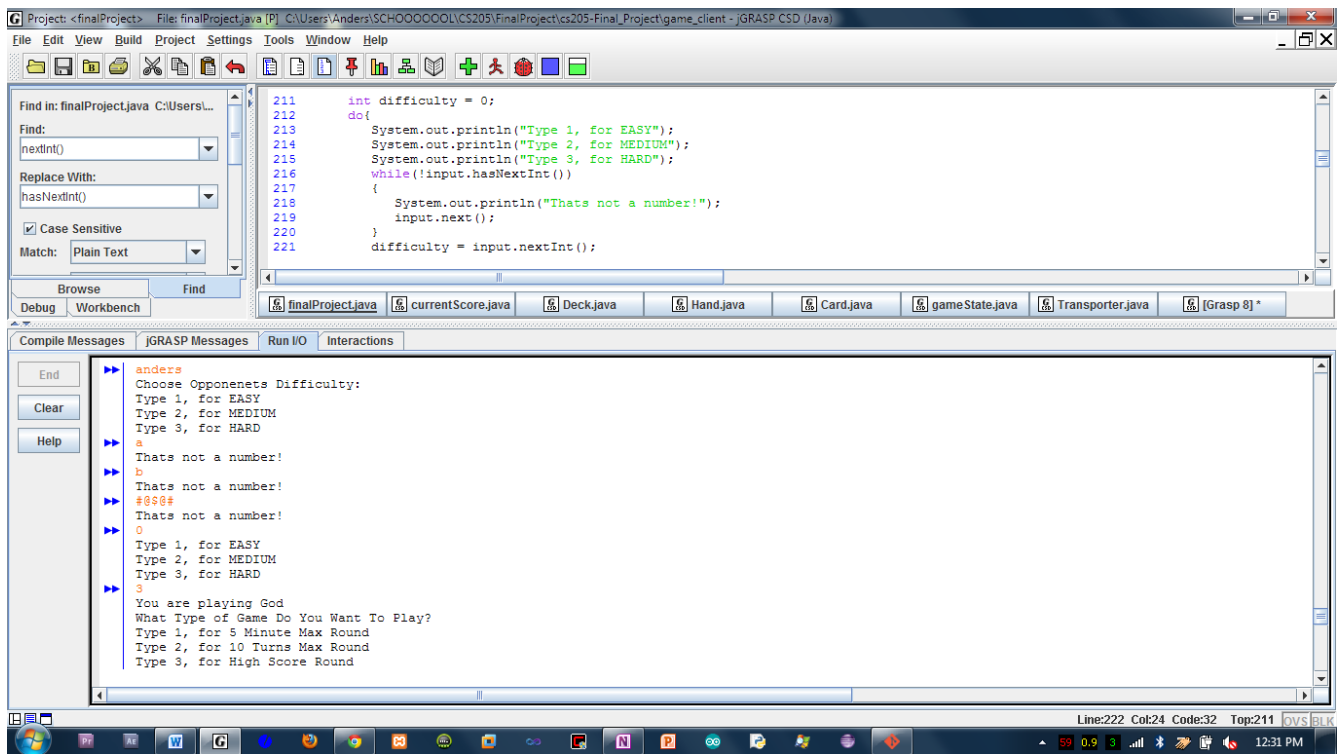 Project: <finalProject>   File: finalProject.java [P]  C:\Users\Anders\SCHOOOOOOL\CS205\FinalProject\cs205-Final_Project\game_client - jGRASP CSD (Java)
File Edit View Build Project Settings Tools Window Help
Find in: finalProject.java C:\Users\...
Find:
nextInt()
Replace With:
hasNextInt()
Case Sensitive
Match: Plain Text
Browse Find
Debug Workbench
211 int difficulty = 0;
212 do{
213 System.out.println("Type 1, for EASY");
214 System.out.println("Type 2, for MEDIUM");
215 System.out.println("Type 3, for HARD");
216 while(!input.hasNextInt())
217 {
218 System.out.println("Thats not a number!");
219 input.next();
220 }
221 difficulty = input.nextInt();
finalProject.java currentScore.java Deck.java Hand.java Card.java gameState.java Transporter.java [Grasp 8] *
Compile Messages jGRASP Messages Run I/O Interactions
End
Clear
Help
anders
Choose Opponenets Difficulty:
Type 1, for EASY
Type 2, for MEDIUM
Type 3, for HARD
a
Thats not a number!
b
Thats not a number!
#@$@#
Thats not a number!
0
Type 1, for EASY
Type 2, for MEDIUM
Type 3, for HARD
3
You are playing God
What Type of Game Do You Want To Play?
Type 1, for 5 Minute Max Round
Type 2, for 10 Turns Max Round
Type 3, for High Score Round
Line:222 Col:24 Code:32 Top:211 OVS BLK
Pr Ae W G N P 59 0.9 3 12:31 PM